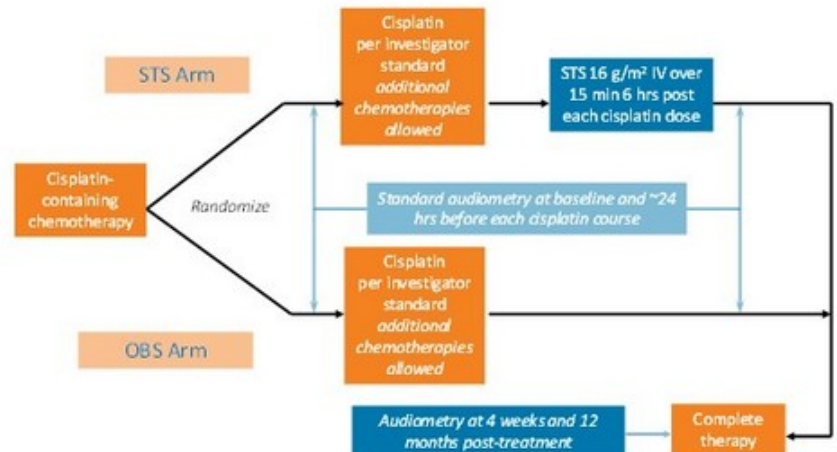 STS Arm
Cisplatin
per investigator
standard
additional
chemotherapies
allowed
STS 16 g/m² IV over
15 min 6 hrs post
each cisplatin dose
Cisplatin-
containing
chemotherapy
Randomize
Standard audiometry at baseline and ~24
hrs before each cisplatin course
OBS Arm
Cisplatin
per investigator
standard
additional
chemotherapies
allowed
Audiometry at 4 weeks and 12
months post-treatment
Complete
therapy